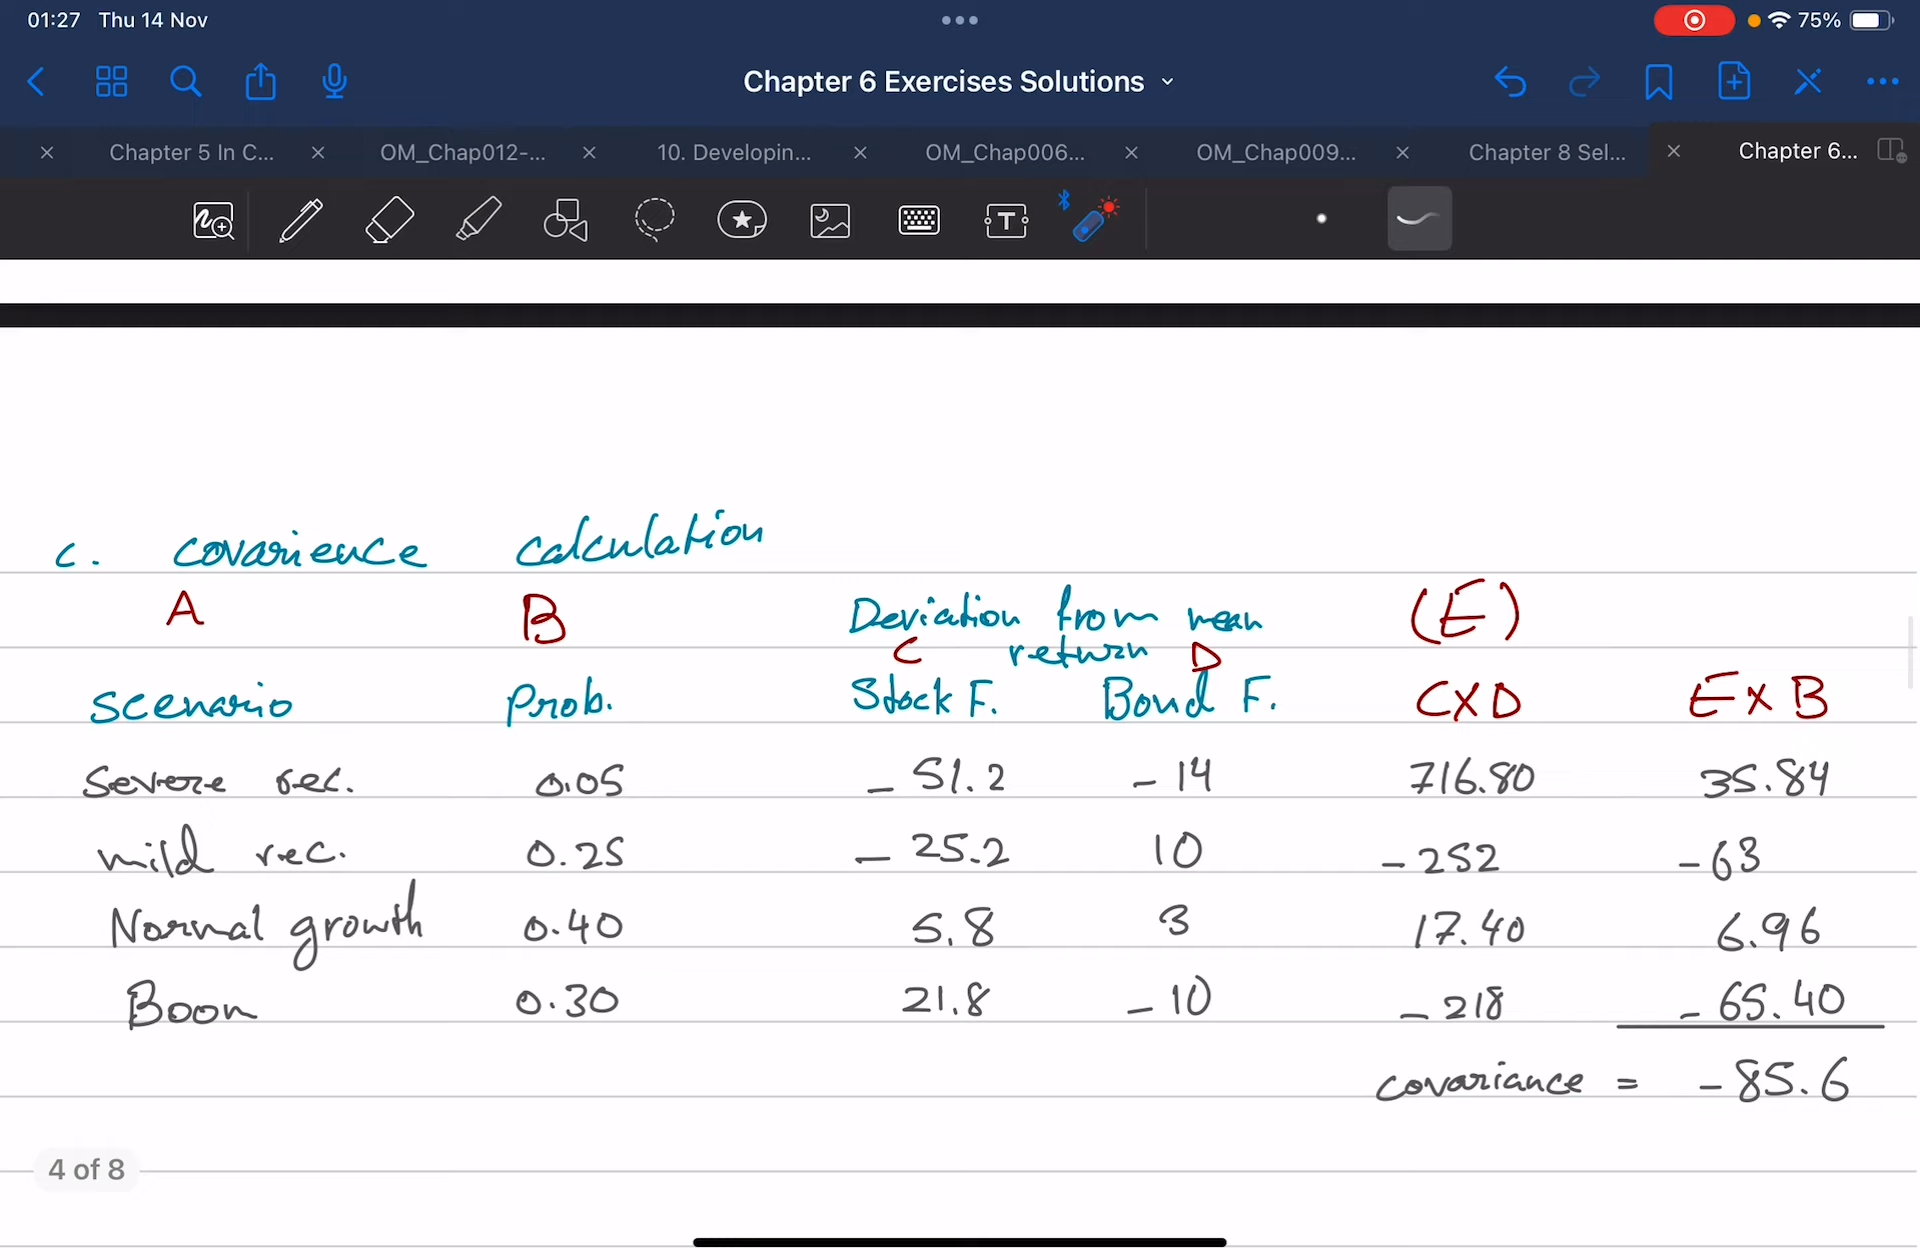 01:27 Thu 14 Nov
75%
Chapter 6 Exercises Solutions
Chapter 5 In C...
OM_Chap012-...
10. Developin...
OM_Chap006...
OM_Chap009...
Chapter 8 Sel...
Chapter 6...
T
c. covarience calculation
A B Deviation from mean (E)
C return D
scenario Prob. Stock F. Bond F. CXD EXB
Severe rec. 0.05 - 51.2 - 14 716.80 35.84
mild rec. 0.25 - 25.2 10 - 252 - 63
Normal growth 0.40 5.8 3 17.40 6.96
Boom 0.30 21.8 - 10 - 218 - 65.40
covariance = - 85.6
4 of 8